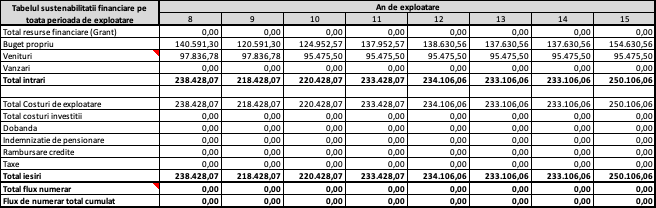 Tabelul sustenabilitatii financiare pe toata perioada de exploatare An de exploatare
8 9 10 11 12 13 14 15
Total resurse financiare (Grant) 0,00 0,00 0,00 0,00 0,00 0,00 0,00 0,00
Buget propriu 140.591,30 120.591,30 124.952,57 137.952,57 138.630,56 137.630,56 137.630,56 154.630,56
Venituri 97.836,78 97.836,78 95.475,50 95.475,50 95.475,50 95.475,50 95.475,50 95.475,50
Vanzari 0,00 0,00 0,00 0,00 0,00 0,00 0,00 0,00
Total intrari 238.428,07 218.428,07 220.428,07 233.428,07 234.106,06 233.106,06 233.106,06 250.106,06
Total Costuri de exploatare 238.428,07 218.428,07 220.428,07 233.428,07 234.106,06 233.106,06 233.106,06 250.106,06
Total costuri investitii 0,00 0,00 0,00 0,00 0,00 0,00 0,00 0,00
Dobanda 0,00 0,00 0,00 0,00 0,00 0,00 0,00 0,00
Indemnizatie de pensionare 0,00 0,00 0,00 0,00 0,00 0,00 0,00 0,00
Rambursare credite 0,00 0,00 0,00 0,00 0,00 0,00 0,00 0,00
Taxe 0,00 0,00 0,00 0,00 0,00 0,00 0,00 0,00
Total iesiri 238.428,07 218.428,07 220.428,07 233.428,07 234.106,06 233.106,06 233.106,06 250.106,06
Total flux numerar 0,00 0,00 0,00 0,00 0,00 0,00 0,00 0,00
Flux de numerar total cumulat 0,00 0,00 0,00 0,00 0,00 0,00 0,00 0,00